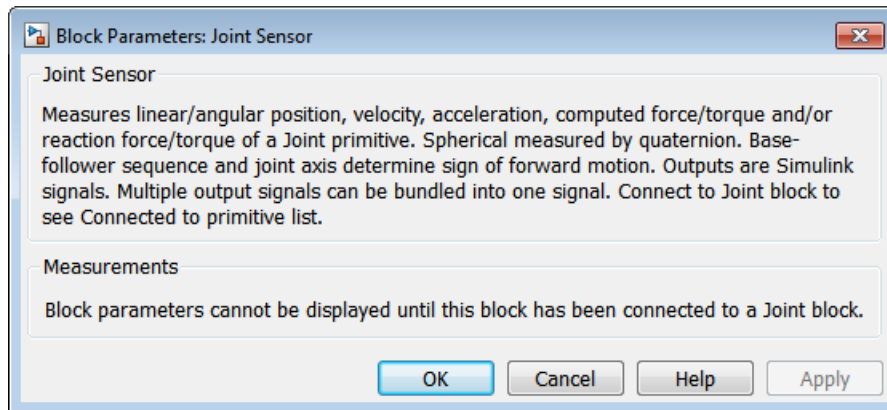 Block Parameters: Joint Sensor
Joint Sensor
Measures linear/angular position, velocity, acceleration, computed force/torque and/or
reaction force/torque of a Joint primitive. Spherical measured by quaternion. Base-
follower sequence and joint axis determine sign of forward motion. Outputs are Simulink
signals. Multiple output signals can be bundled into one signal. Connect to Joint block to
see Connected to primitive list.
Measurements
Block parameters cannot be displayed until this block has been connected to a Joint block.
OK Cancel Help Apply